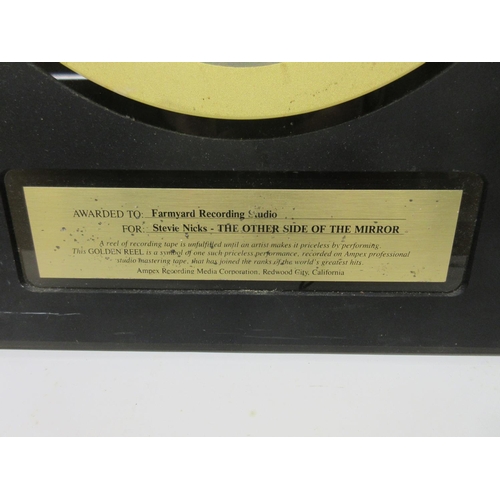 AWARDED TO: Farmyard Recording Studio
FOR: Stevie Nicks - THE OTHER SIDE OF THE MIRROR
A reel of recording tape is unfulfilled until an artist makes it priceless by performing.
This GOLDEN REEL is a symbol of one such priceless performance, recorded on Ampex professional
studio mastering tape, that has joined the ranks of the world's greatest hits.
Ampex Recording Media Corporation, Redwood City, California